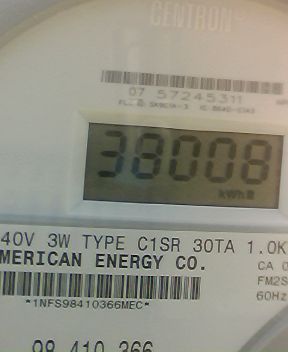 CENTRON
07 57245311
38008
kWh
40V 3W TYPE C1SR 30TA 1.0K
MERICAN ENERGY CO.
CA 0
FM2S
60Hz
*1NFS98410366MEC*
98 410 366